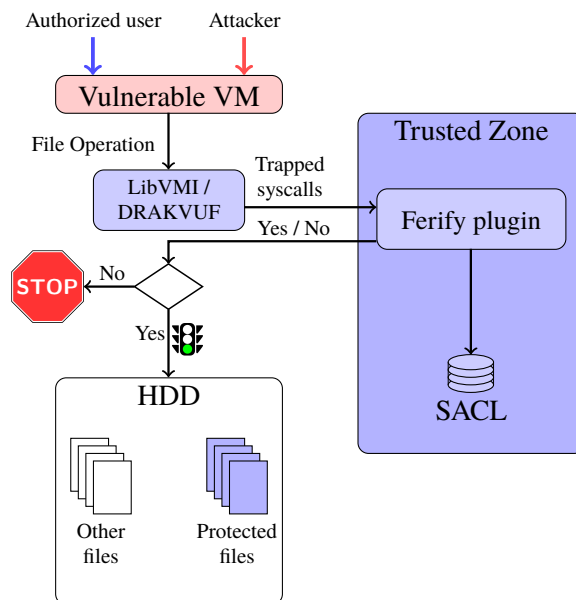 Authorized user
Attacker
Vulnerable VM
File Operation
Trusted Zone
LibVMI /
DRAKVUF
Trapped
syscalls
Ferify plugin
Yes / No
STOP
No
Yes
HDD
SACL
Other
files
Protected
files